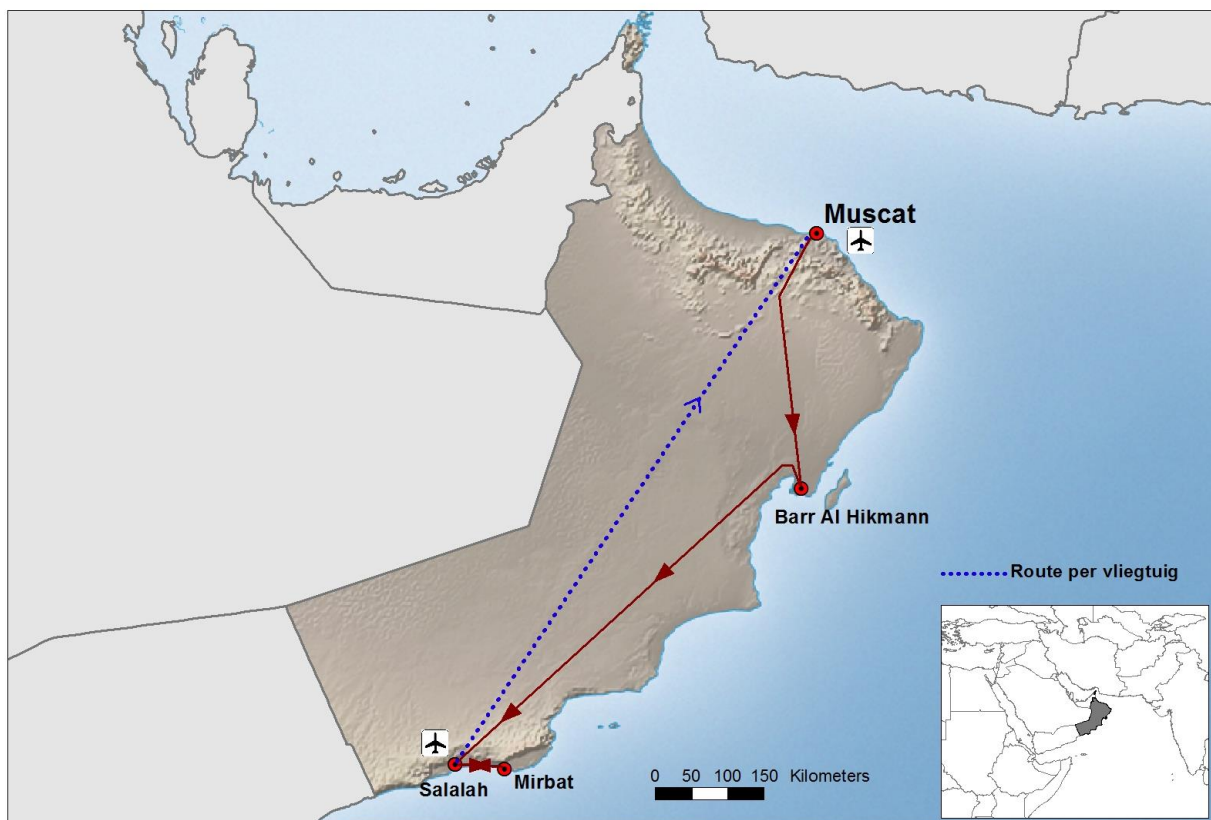 Muscat
Barr Al Hikmann
Route per vliegtuig
Salalah
Mirbat
0 50 100 150 Kilometers